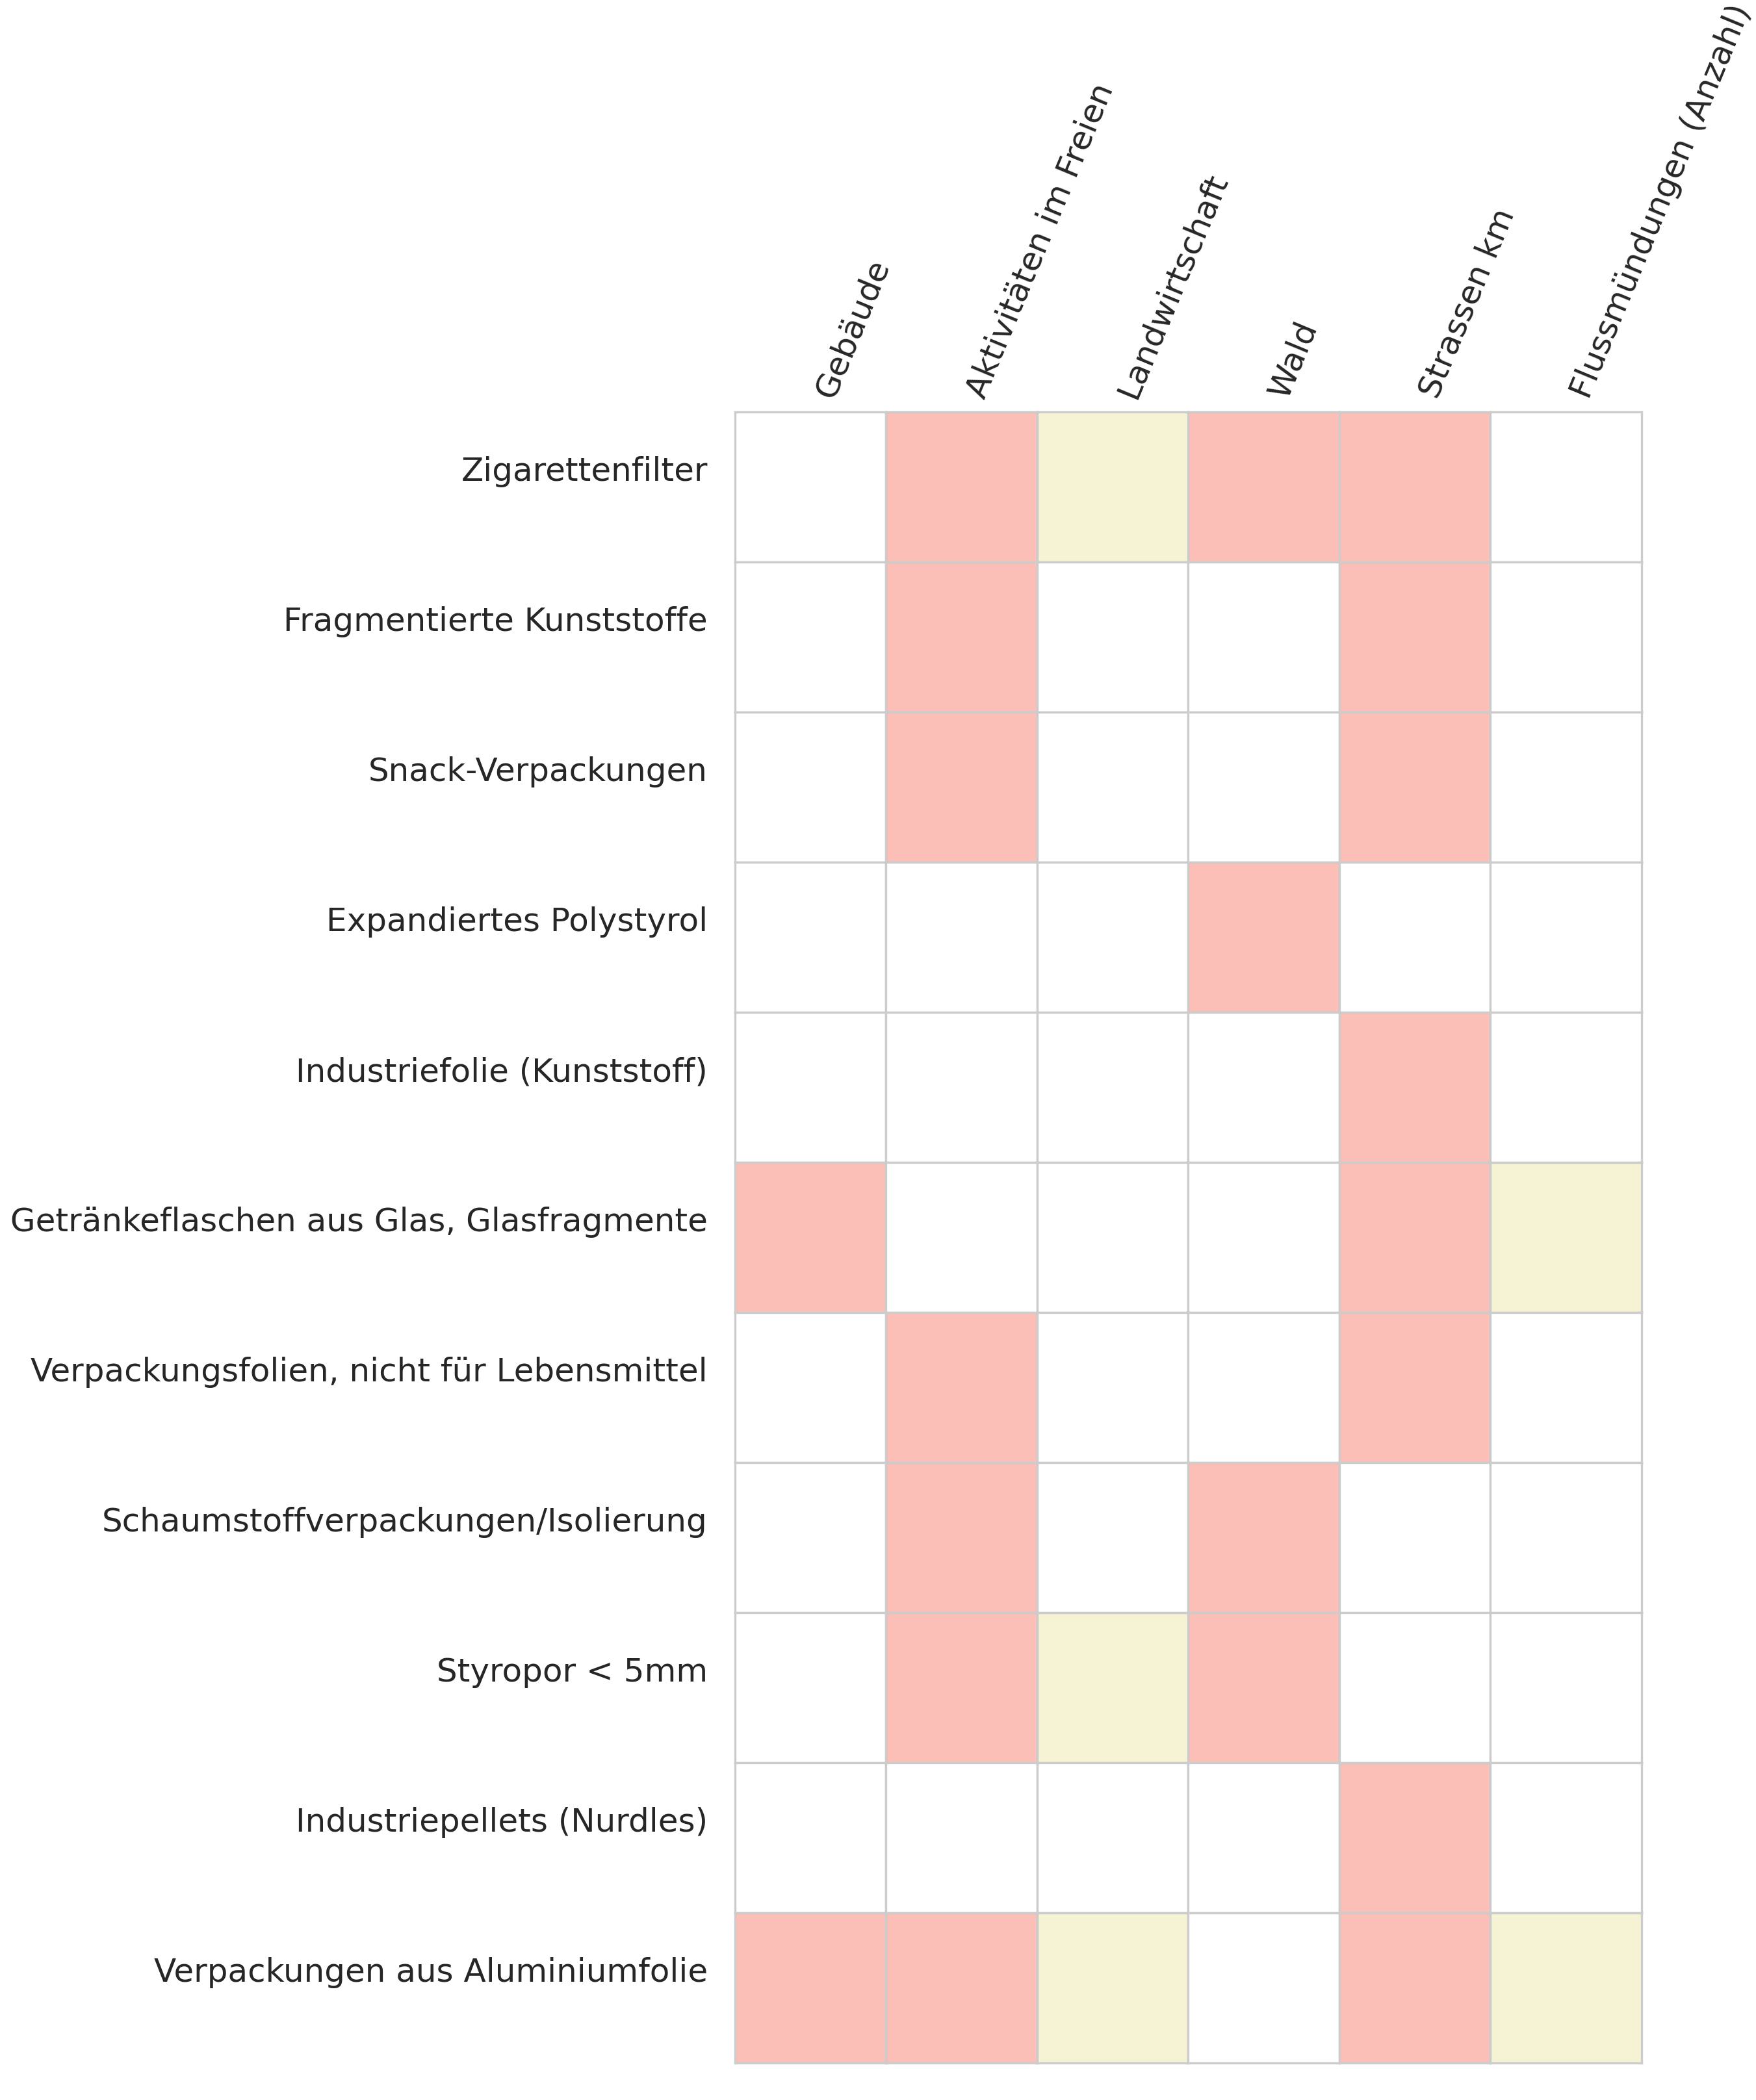 Gebäude
Aktivitäten im Freien
Landwirtschaft
Wald
Strassen km
Flussmündungen (Anzahl)
Zigarettenfilter
Fragmentierte Kunststoffe
Snack-Verpackungen
Expandiertes Polystyrol
Industriefolie (Kunststoff)
Getränkeflaschen aus Glas, Glasfragmente
Verpackungsfolien, nicht für Lebensmittel
Schaumstoffverpackungen/Isolierung
Styropor < 5mm
Industriepellets (Nurdles)
Verpackungen aus Aluminiumfolie